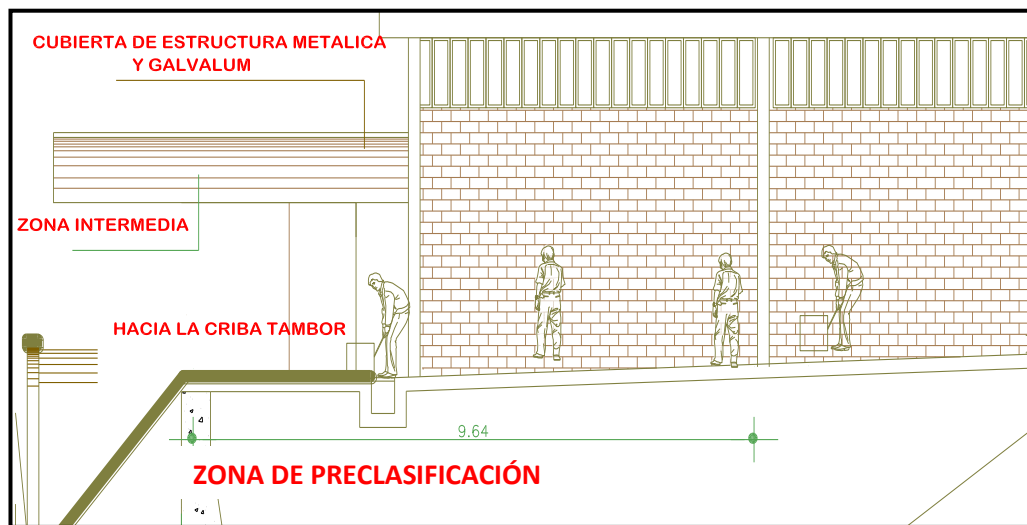 CUBIERTA DE ESTRUCTURA METALICA
Y GALVALUM
ZONA INTERMEDIA
HACIA LA CRIBA TAMBOR
9.64
ZONA DE PRECLASIFICACIÓN